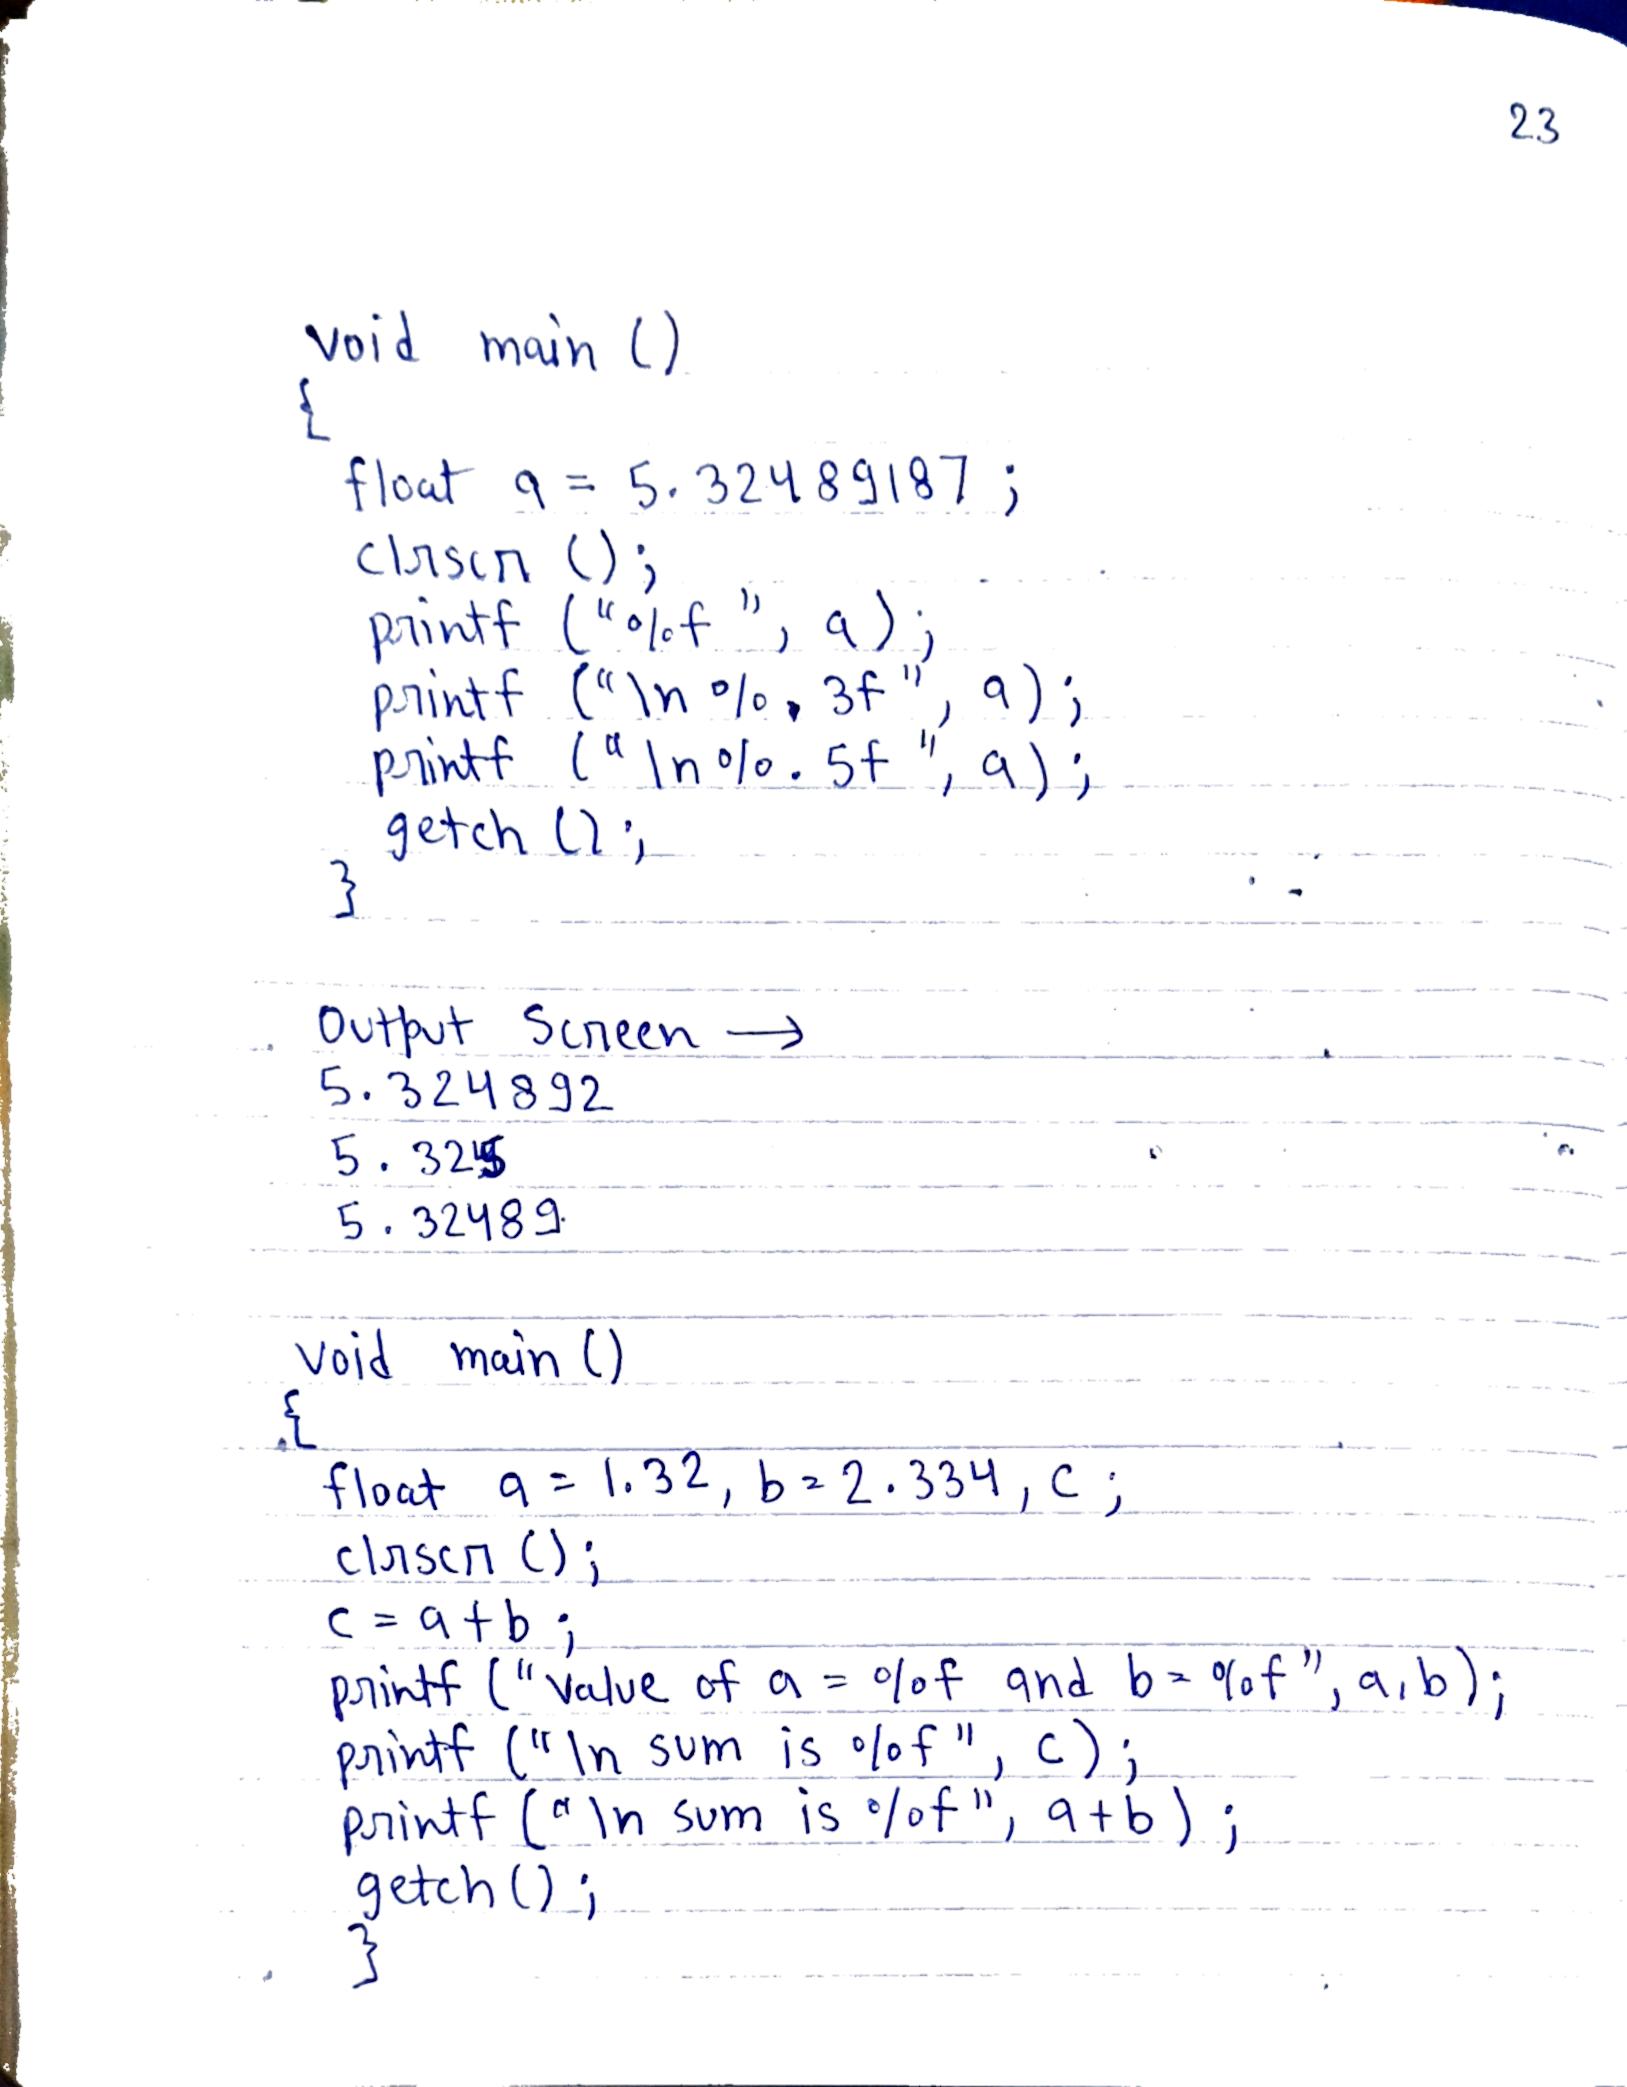 23
void main ()
{
float a = 5.32489187 ;
clrscr () ;
printf ("%f ", a) ;
printf ("\n %. 3f ", a) ;
printf ("\n %. 5f ", a) ;
getch () ;
}
Output Screen →
5.324892
5.325
5.32489
void main ()
{
float a = 1.32, b = 2.334, c ;
clrscr () ;
c = a + b ;
printf ("value of a = %f and b = %f ", a, b) ;
printf ("\n sum is %f ", c) ;
printf ("\n sum is %f ", a + b ) ;
getch () ;
}